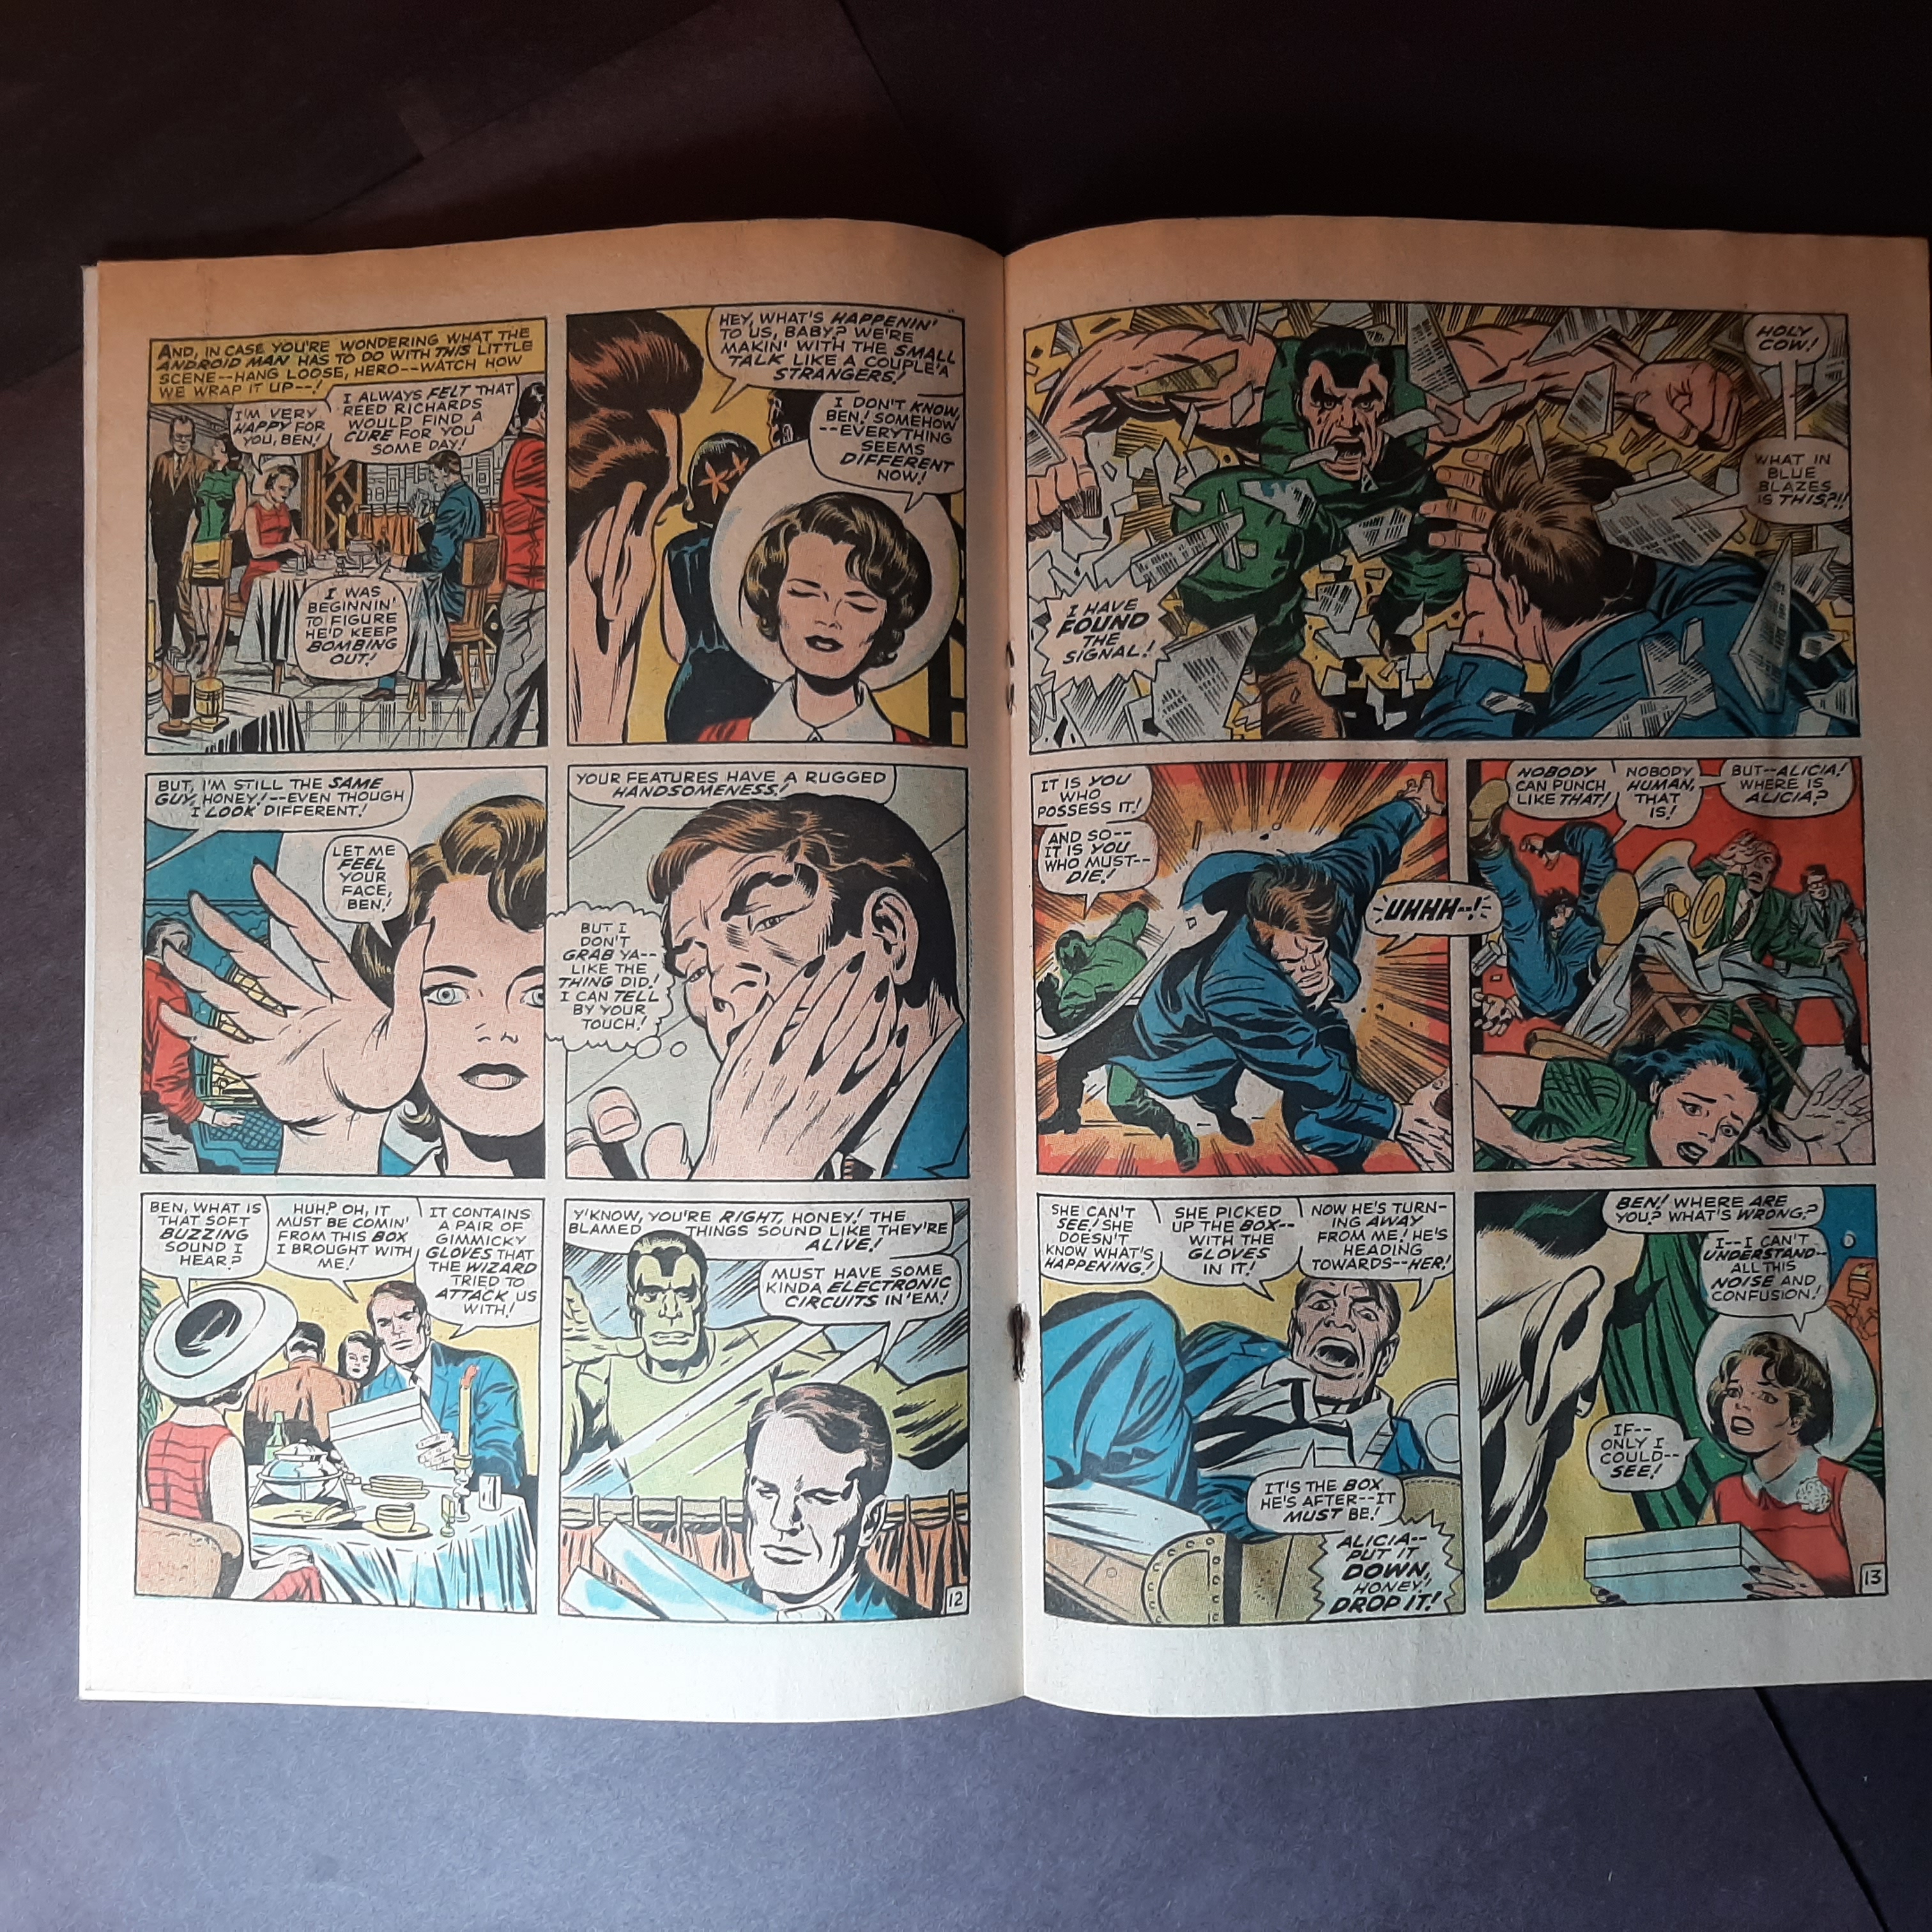 AND, IN CASE YOU'RE WONDERING WHAT THE
ANDROID MAN HAS TO DO WITH THIS LITTLE
SCENE--HANG LOOSE, HERO--WATCH HOW
WE WRAP IT UP--!
I'M VERY
HAPPY FOR
YOU, BEN!
I ALWAYS FELT THAT
REED RICHARDS
WOULD FIND A
CURE FOR YOU
SOME DAY!
I WAS
BEGINNIN'
TO FIGURE
HE'D KEEP
BOMBING
OUT!
HEY, WHAT'S HAPPENIN'
TO US, BABY? WE'RE
MAKIN' WITH THE SMALL
TALK LIKE A COUPLE'A
STRANGERS!
I DON'T KNOW,
BEN! SOMEHOW
--EVERYTHING
SEEMS
DIFFERENT
NOW!
BUT, I'M STILL THE SAME
GUY, HONEY!--EVEN THOUGH
I LOOK DIFFERENT!
LET ME
FEEL
YOUR
FACE,
BEN!
YOUR FEATURES HAVE A RUGGED
HANDSOMENESS!
BUT I
DON'T
GRAB YA--
LIKE THE
THING DID!
I CAN TELL
BY YOUR
TOUCH!
BEN, WHAT IS
THAT SOFT
BUZZING
SOUND I
HEAR?
HUH? OH, IT
MUST BE COMIN'
FROM THIS BOX
I BROUGHT WITH
ME!
IT CONTAINS
A PAIR OF
GIMMICKY
GLOVES THAT
THE WIZARD
TRIED TO
ATTACK US
WITH!
Y'KNOW, YOU'RE RIGHT, HONEY! THE
BLAMED THINGS SOUND LIKE THEY'RE
ALIVE!
MUST HAVE SOME
KINDA ELECTRONIC
CIRCUITS IN 'EM!
12
HOLY
COW!
WHAT IN
BLUE
BLAZES
IS THIS?!!
I HAVE
FOUND
THE
SIGNAL!
IT IS YOU
WHO
POSSESS IT!
AND SO--
IT IS YOU
WHO MUST--
DIE!
UHHH--!
NOBODY
CAN PUNCH
LIKE THAT!
NOBODY
HUMAN,
THAT
IS!
BUT--ALICIA!
WHERE IS
ALICIA?
SHE CAN'T
SEE! SHE
DOESN'T
KNOW WHAT'S
HAPPENING!
SHE PICKED
UP THE BOX--
WITH THE
GLOVES
IN IT!
NOW HE'S TURN-
ING AWAY
FROM ME! HE'S
HEADING
TOWARDS--HER!
IT'S THE BOX
HE'S AFTER--IT
MUST BE!
ALICIA--
PUT IT
DOWN,
HONEY!
DROP IT!
BEN! WHERE ARE
YOU? WHAT'S WRONG?
I--I CAN'T
UNDERSTAND--
ALL THIS
NOISE AND
CONFUSION!
IF--
ONLY I
COULD--
SEE!
13